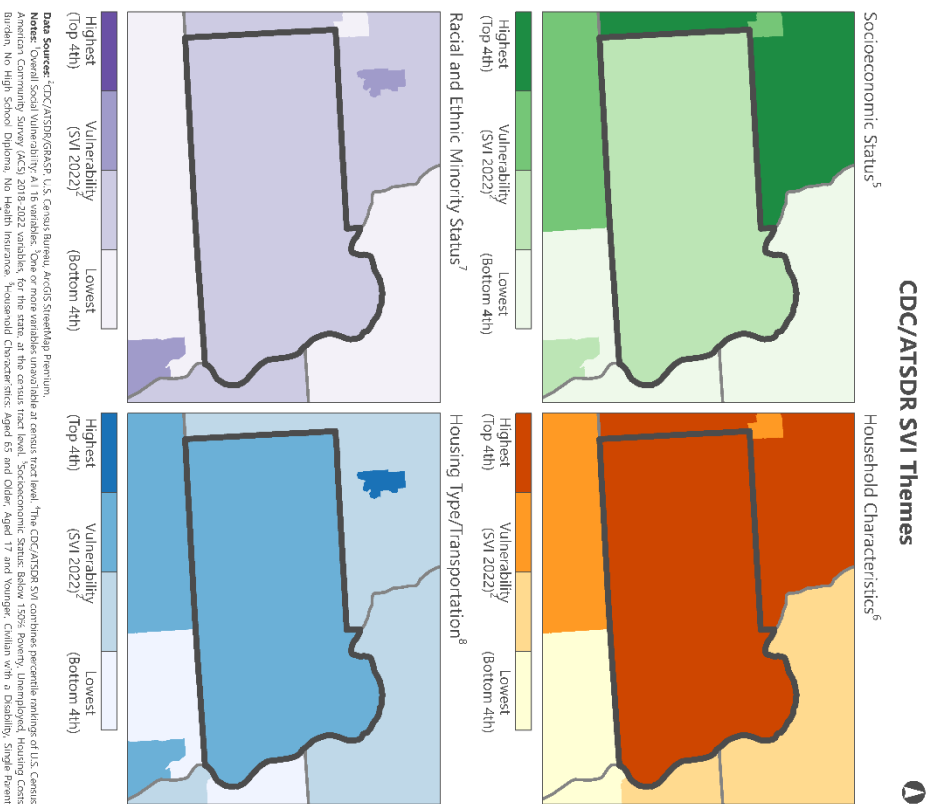 CDC/ATSDR SVI Themes
Socioeconomic Status⁵
Highest
(Top 4th)
Vulnerability
(SVI 2022)²
Lowest
(Bottom 4th)
Household Characteristics⁶
Highest
(Top 4th)
Vulnerability
(SVI 2022)²
Lowest
(Bottom 4th)
Racial and Ethnic Minority Status⁷
Highest
(Top 4th)
Vulnerability
(SVI 2022)²
Lowest
(Bottom 4th)
Housing Type/Transportation⁸
Highest
(Top 4th)
Vulnerability
(SVI 2022)²
Lowest
(Bottom 4th)
Data Sources: ²CDC/ATSDR/GRASP, U.S. Census Bureau, ArcGIS StreetMap Premium.
Notes: ¹Overall Social Vulnerability: All 16 variables. ³One or more variables unavailable at census tract level. ⁴The CDC/ATSDR SVI combines percentile rankings of U.S. Census
American Community Survey (ACS) 2018-2022 variables, for the state, at the census tract level. ⁵Socioeconomic Status: Below 150% Poverty, Unemployed, Housing Costs
Burden, No High School Diploma, No Health Insurance. ⁶Household Characteristics: Aged 65 and Older, Aged 17 and Younger, Civilian with a Disability, Single Parent